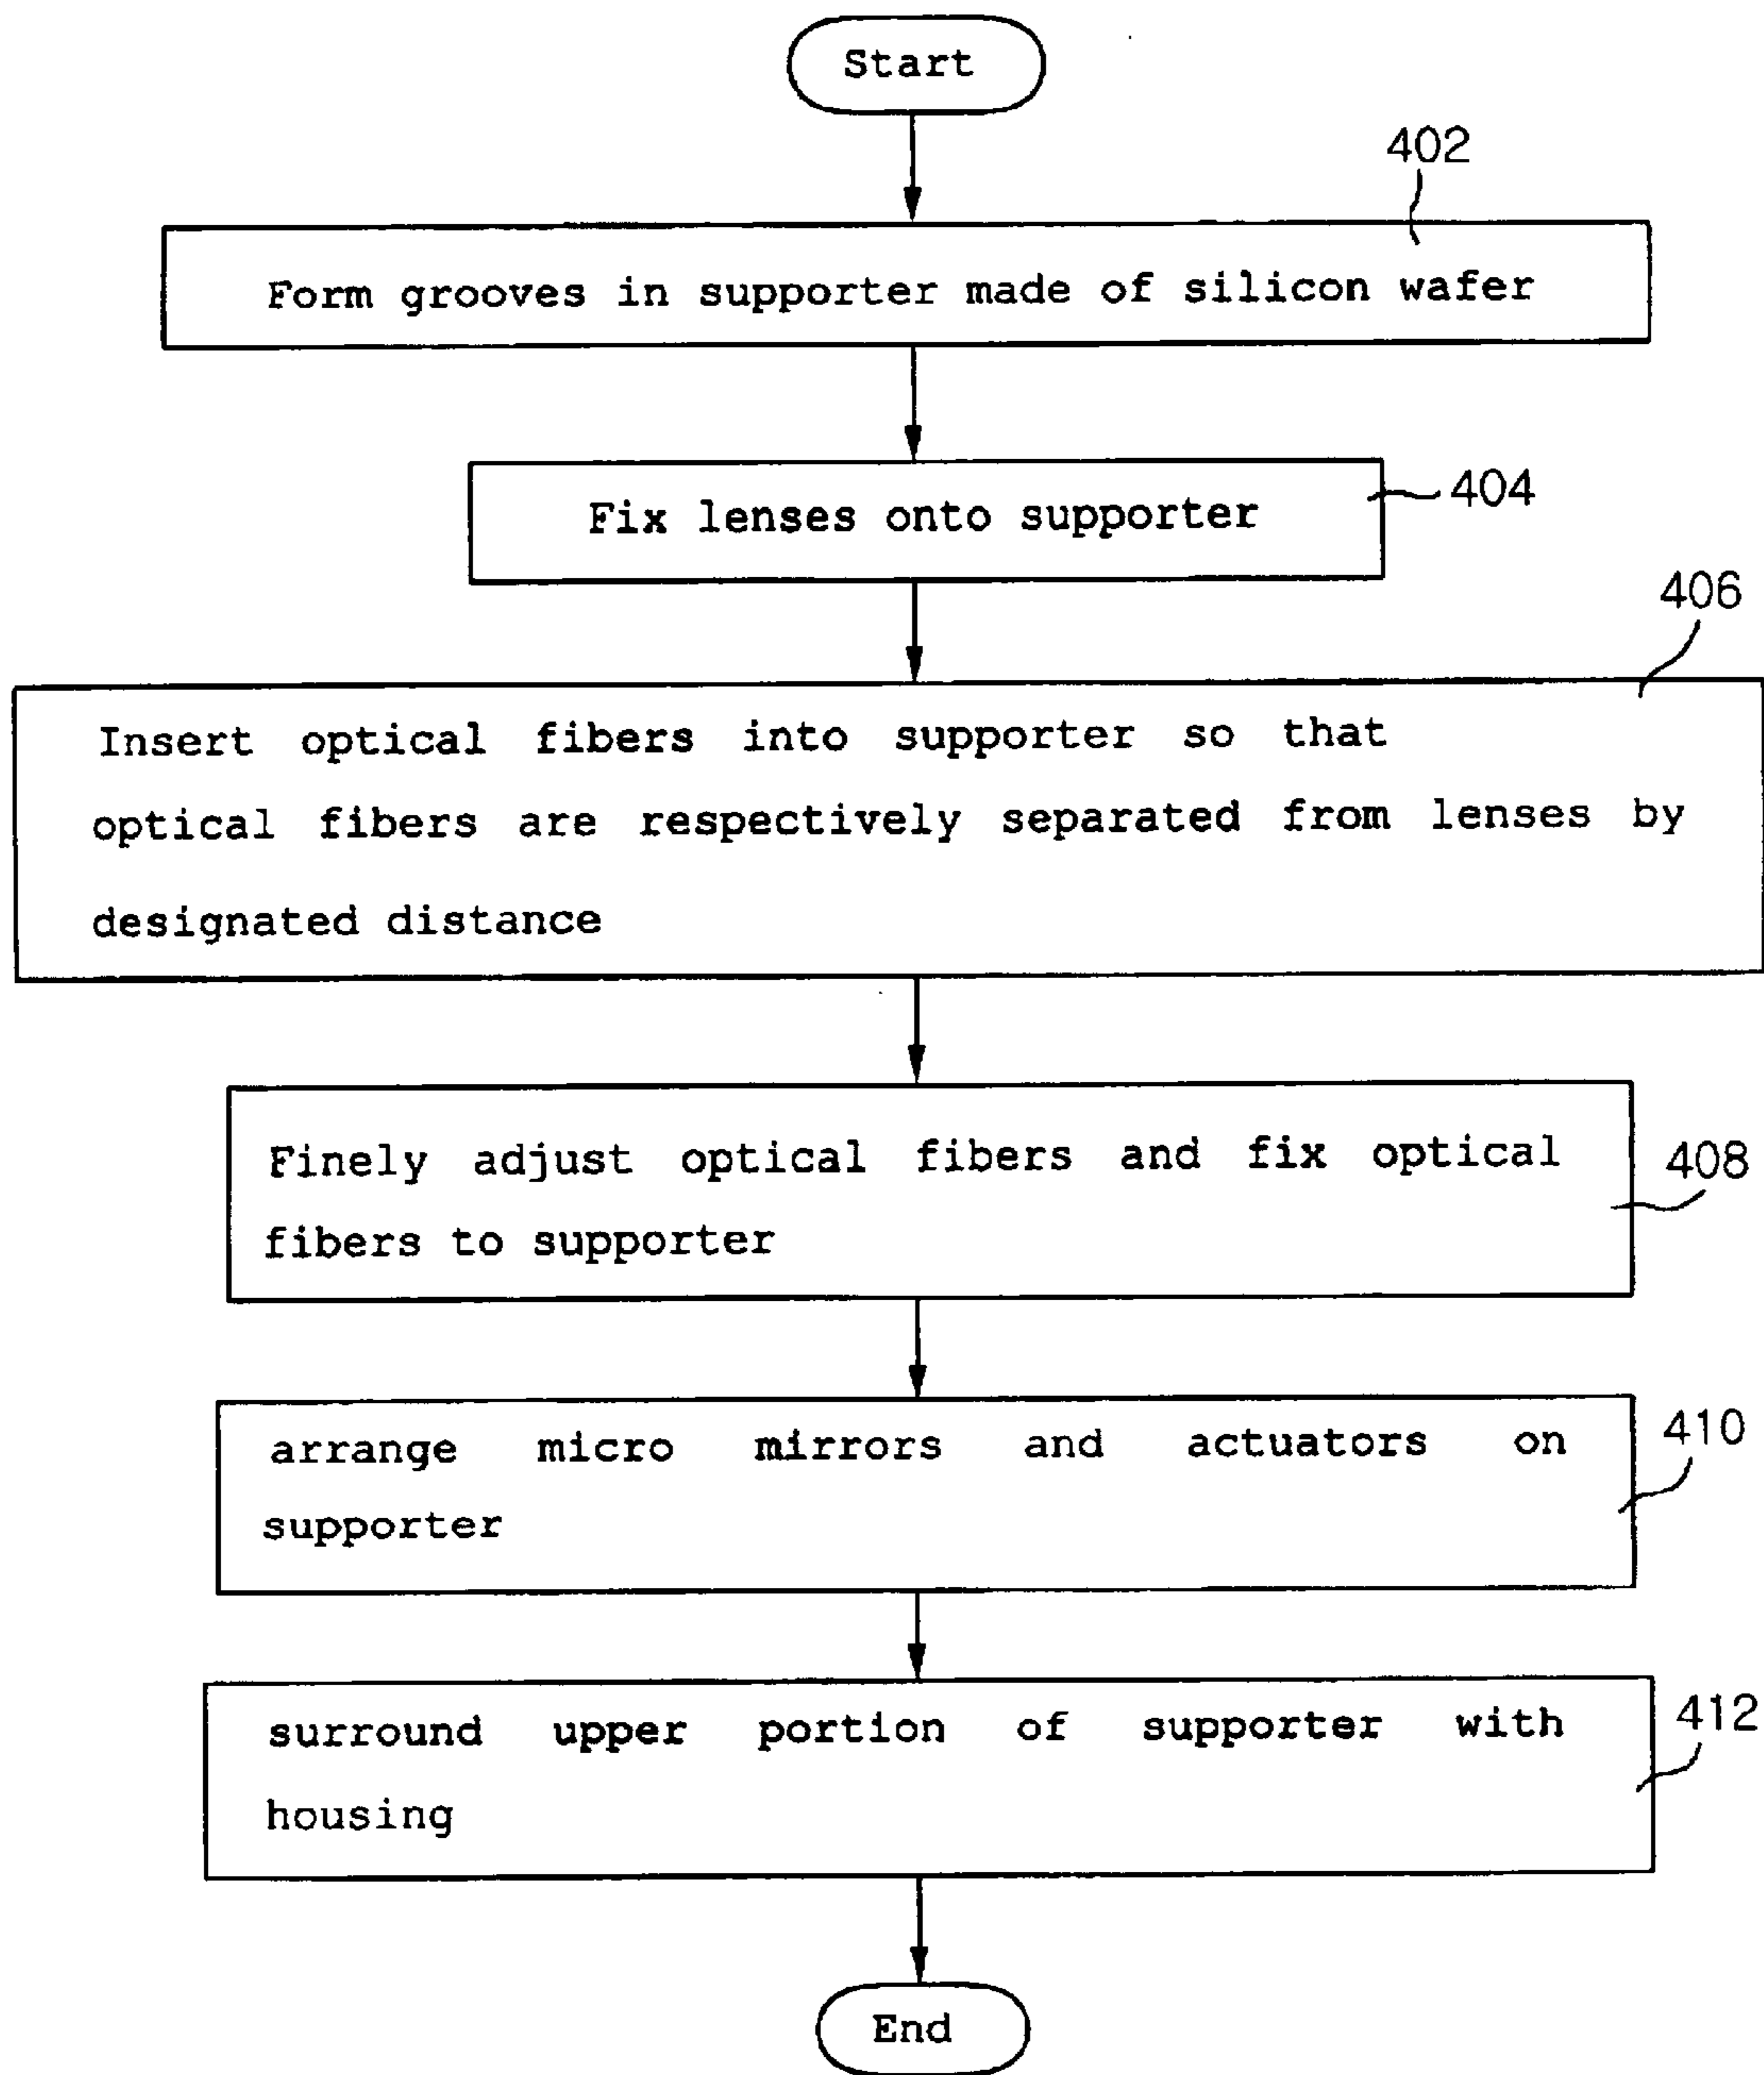 Start
402
Form grooves in supporter made of silicon wafer
Fix lenses onto supporter
404
406
Insert optical fibers into supporter so that
optical fibers are respectively separated from lenses by
designated distance
Finely adjust optical fibers and fix optical
fibers to supporter
408
arrange micro mirrors and actuators on
supporter
410
surround upper portion of supporter with
housing
412
End